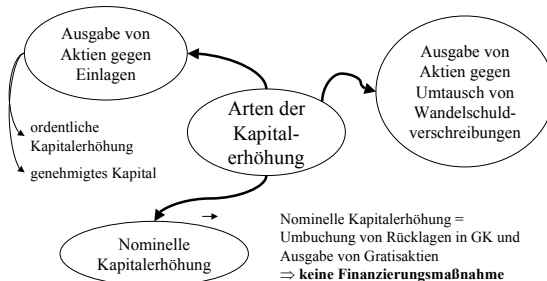 Ausgabe von
Aktien gegen
Einlagen
ordentliche
Kapitalerhöhung
genehmigtes Kapital
Arten der
Kapital-
erhöhung
Ausgabe von
Aktien gegen
Umtausch von
Wandelschuld-
verschreibungen
Nominelle
Kapitalerhöhung
Nominelle Kapitalerhöhung =
Umbuchung von Rücklagen in GK und
Ausgabe von Gratisaktien
⇒ keine Finanzierungsmaßnahme